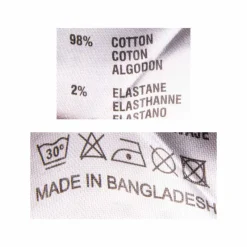 98% COTTON
COTON
ALGODON
2% ELASTANE
ELASTHANNE
ELASTANO
30°
MADE IN BANGLADESH